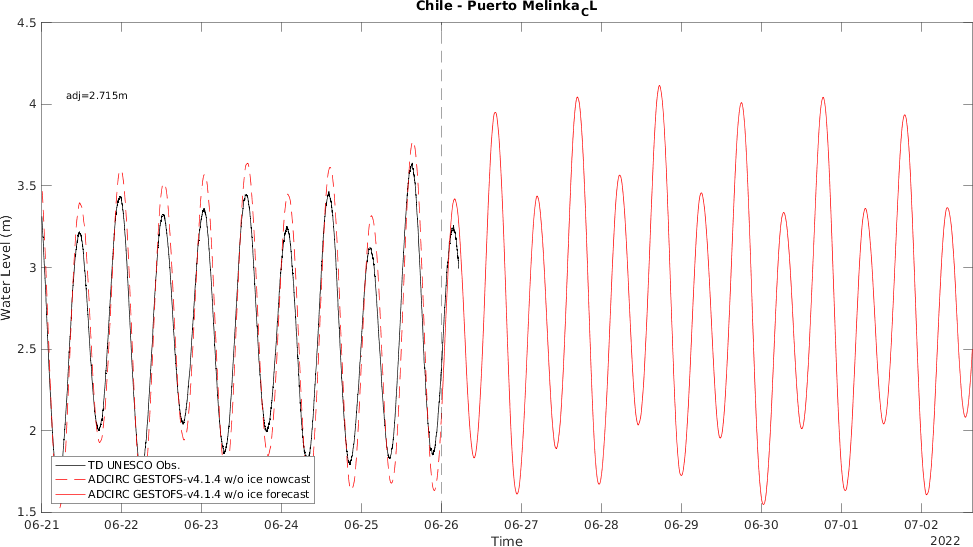 Chile - Puerto MelinkaCL
4.5
4
3.5
3
2.5
2
1.5
Water Level (m)
adj=2.715m
TD UNESCO Obs.
ADCIRC GESTOFS-v4.1.4 w/o ice nowcast
ADCIRC GESTOFS-v4.1.4 w/o ice forecast
06-21 06-22 06-23 06-24 06-25 06-26 06-27 06-28 06-29 06-30 07-01 07-02
Time
2022